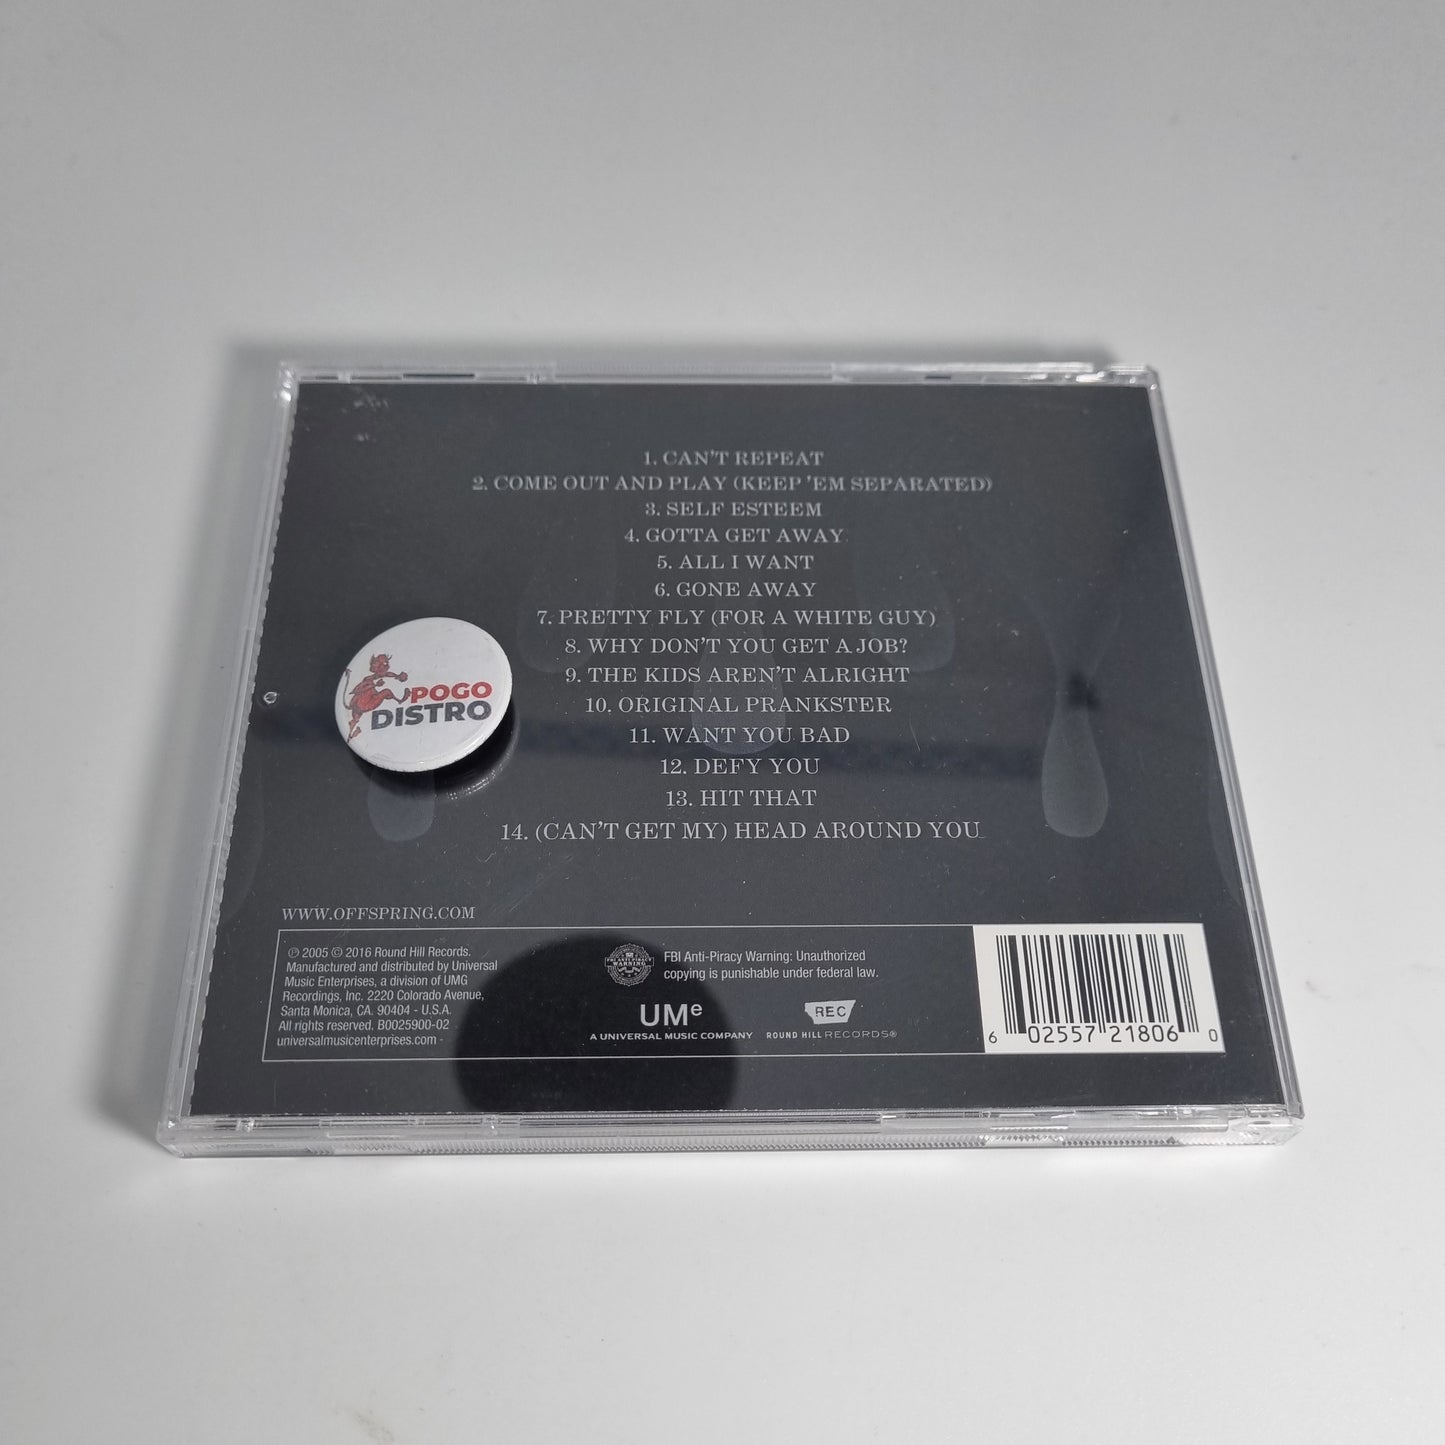 1. CAN'T REPEAT
2. COME OUT AND PLAY (KEEP 'EM SEPARATED)
3. SELF ESTEEM
4. GOTTA GET AWAY
5. ALL I WANT
6. GONE AWAY
7. PRETTY FLY (FOR A WHITE GUY)
8. WHY DON'T YOU GET A JOB?
9. THE KIDS AREN'T ALRIGHT
10. ORIGINAL PRANKSTER
11. WANT YOU BAD
12. DEFY YOU
13. HIT THAT
14. (CAN'T GET MY) HEAD AROUND YOU
POGO
DISTRO
WWW.OFFSPRING.COM
℗ 2005 © 2016 Round Hill Records.
Manufactured and distributed by Universal
Music Enterprises, a division of UMG
Recordings, Inc. 2220 Colorado Avenue,
Santa Monica, CA. 90404 - U.S.A.
All rights reserved. B0025900-02
universalmusicenterprises.com -
FBI ANTI-PIRACY
WARNING
FBI Anti-Piracy Warning: Unauthorized
copying is punishable under federal law.
UMe
A UNIVERSAL MUSIC COMPANY
REC
ROUND HILL RECORDS®
6 02557 21806 0